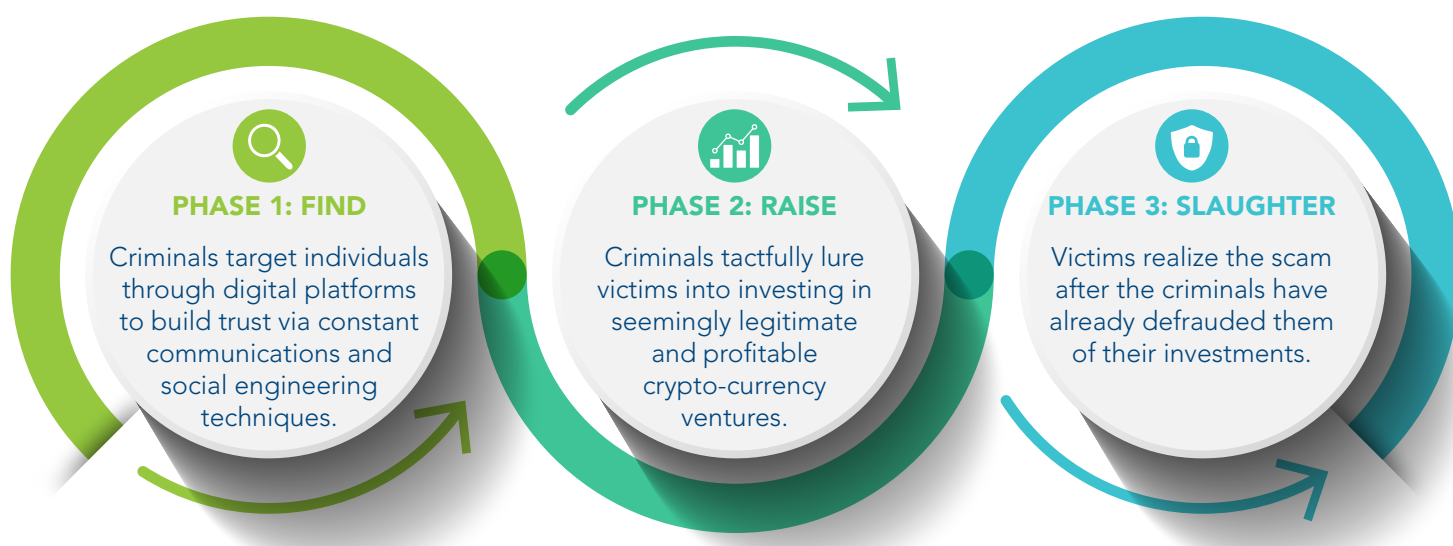 PHASE 1: FIND
Criminals target individuals
through digital platforms
to build trust via constant
communications and
social engineering
techniques.
PHASE 2: RAISE
Criminals tactfully lure
victims into investing in
seemingly legitimate
and profitable
crypto-currency
ventures.
PHASE 3: SLAUGHTER
Victims realize the scam
after the criminals have
already defrauded them
of their investments.